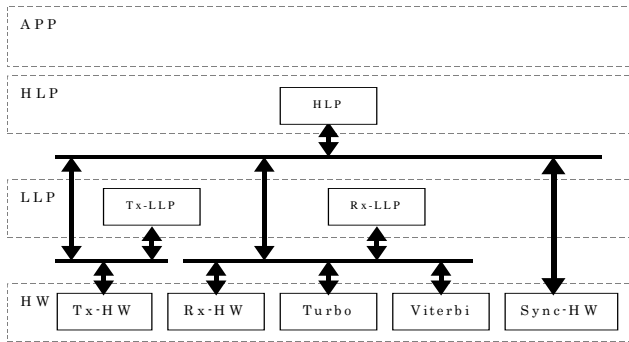 APP
HLP
HLP
LLP
Tx-LLP
Rx-LLP
HW
Tx-HW
Rx-HW
Turbo
Viterbi
Sync-HW